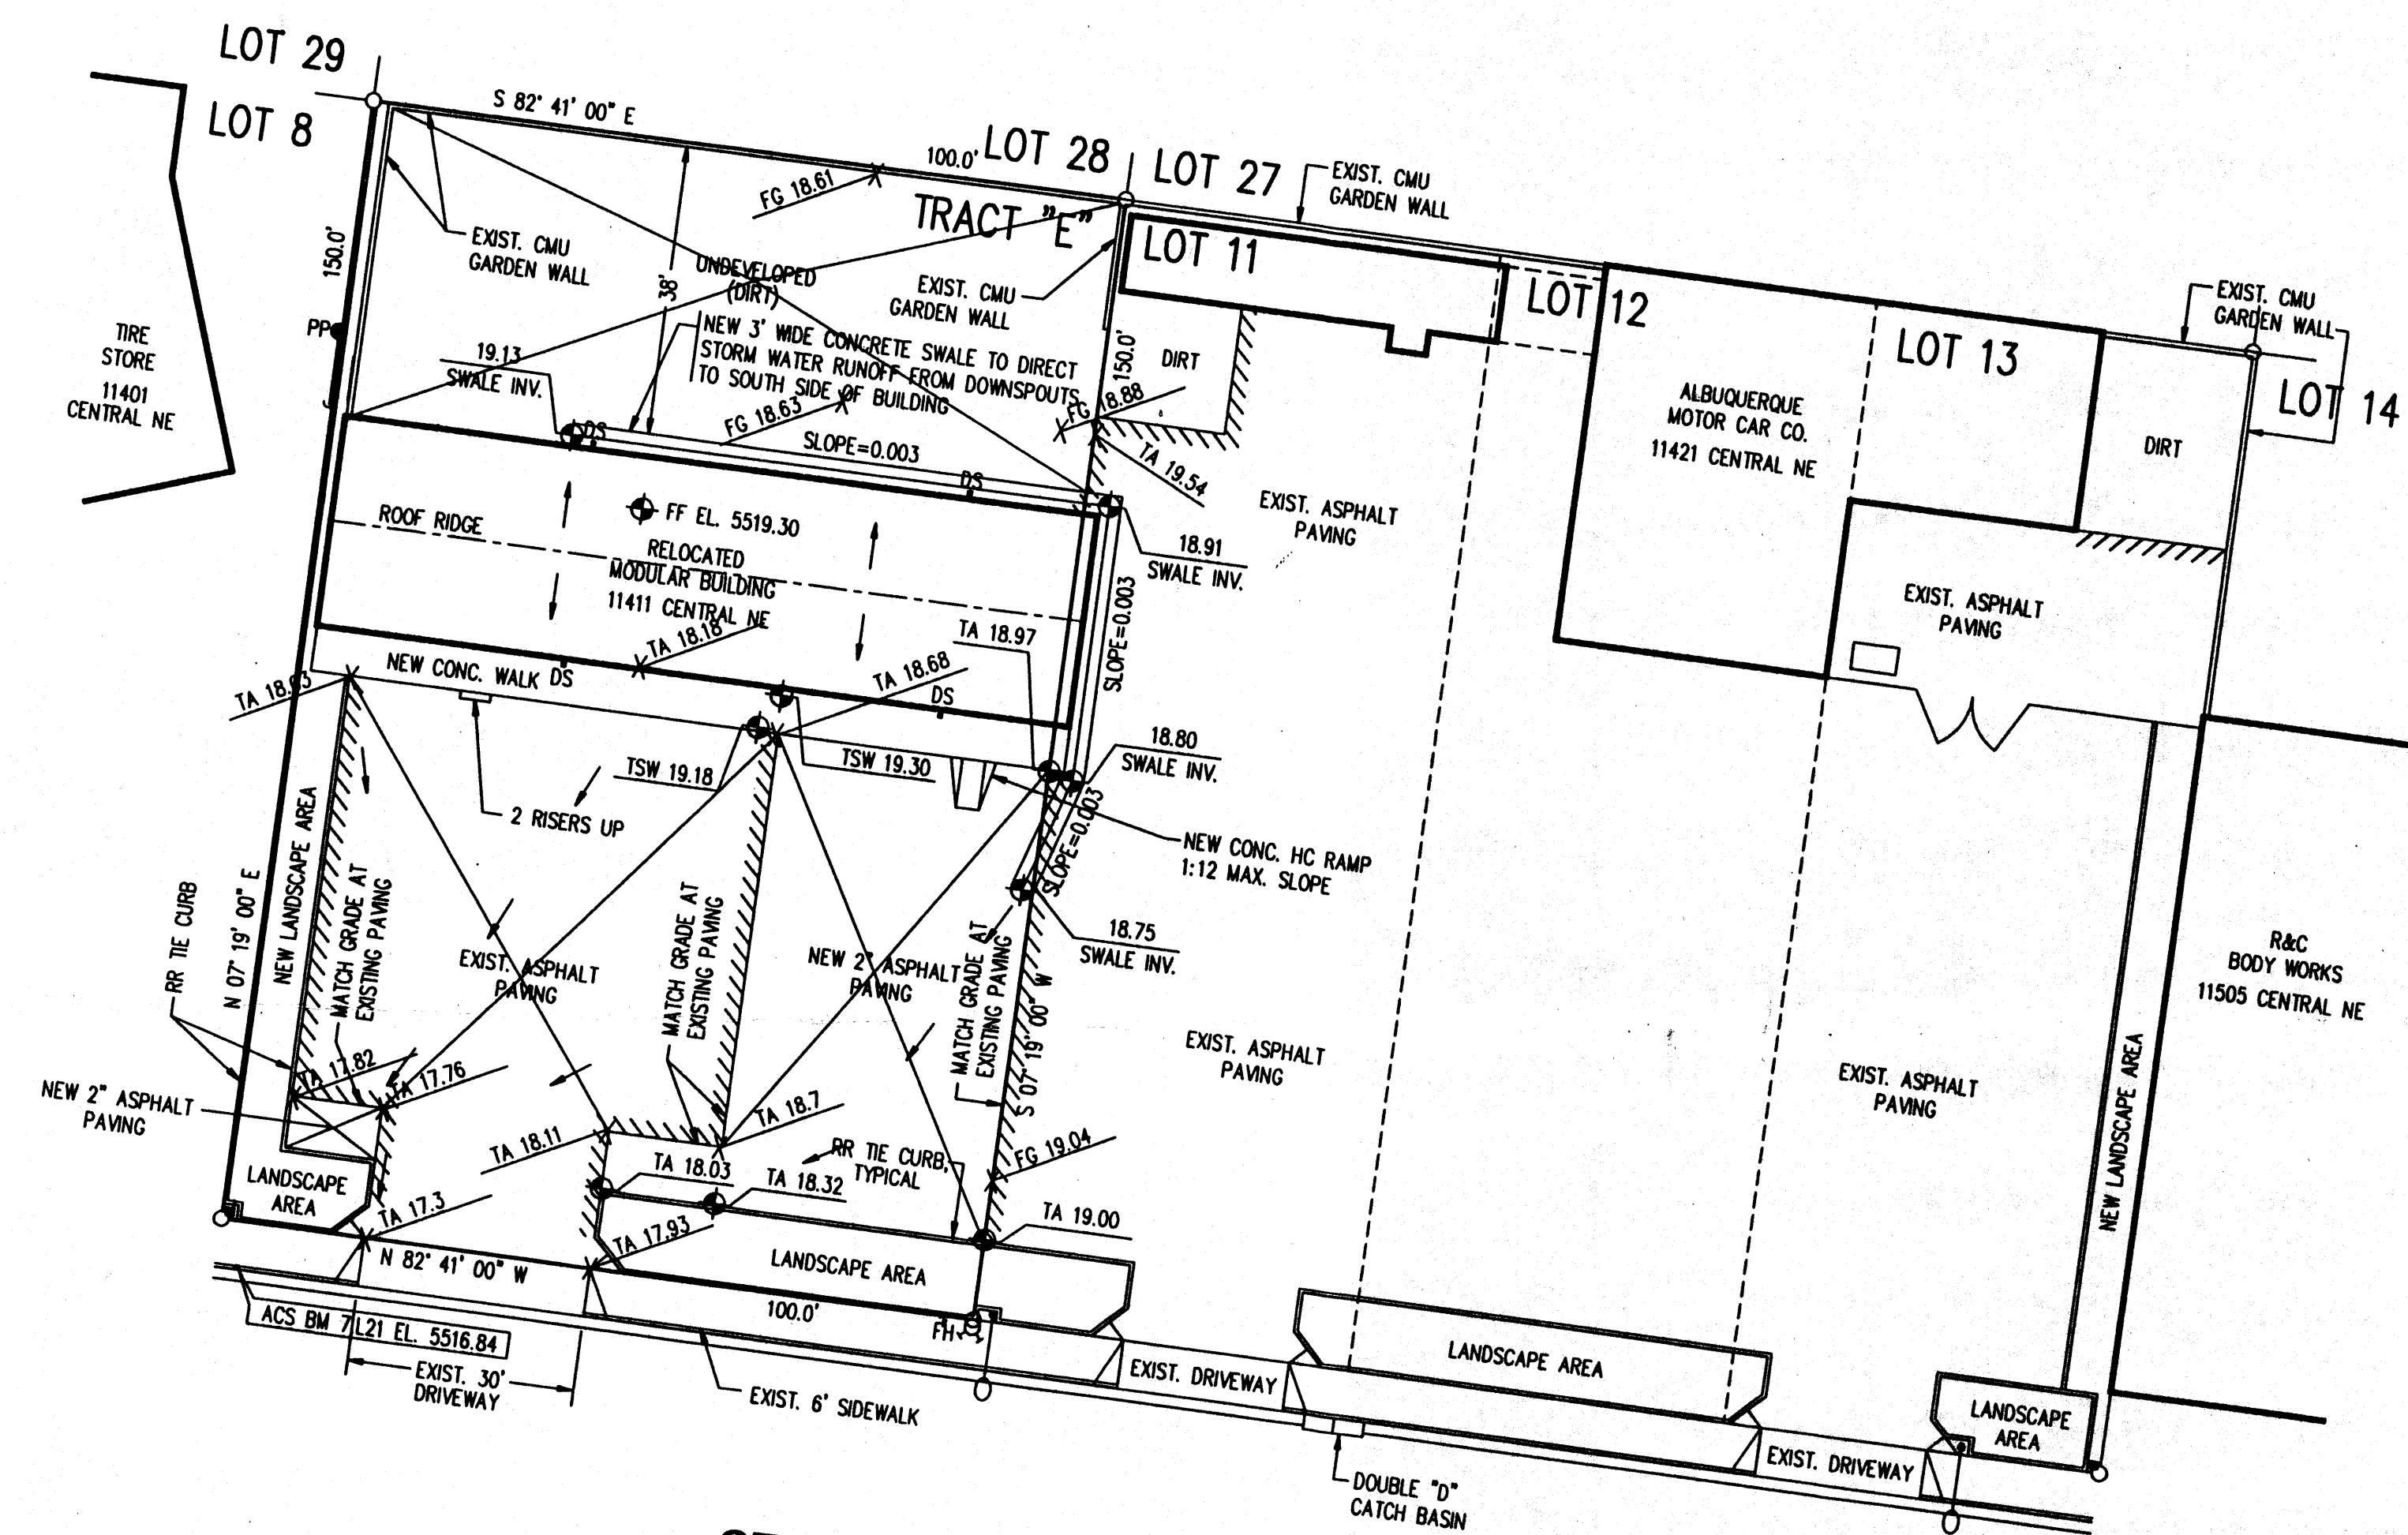 LOT 29
LOT 8
S 82° 41' 00" E
100.0'
LOT 28
LOT 27
EXIST. CMU
GARDEN WALL
FG 18.61
TRACT "E"
LOT 11
LOT 12
LOT 13
LOT 14
EXIST. CMU
GARDEN WALL
150.0'
EXIST. CMU
GARDEN WALL
UNDEVELOPED
(DIRT)
38'
EXIST. CMU
GARDEN WALL
TIRE
STORE
11401
CENTRAL NE
PP
19.13
SWALE INV.
NEW 3' WIDE CONCRETE SWALE TO DIRECT
STORM WATER RUNOFF FROM DOWNSPOUTS
TO SOUTH SIDE OF BUILDING
150.0'
DIRT
FG 18.88
FG 18.63
DS
SLOPE=0.003
DS
TA 19.54
ALBUQUERQUE
MOTOR CAR CO.
11421 CENTRAL NE
DIRT
EXIST. ASPHALT
PAVING
ROOF RIDGE
FF EL. 5519.30
RELOCATED
MODULAR BUILDING
11411 CENTRAL NE
18.91
SWALE INV.
SLOPE=0.003
EXIST. ASPHALT
PAVING
TA 18.18
TA 18.97
NEW CONC. WALK
DS
TA 18.68
DS
TSW 19.18
TSW 19.30
18.80
SWALE INV.
2 RISERS UP
SLOPE=0.003
NEW CONC. HC RAMP
1:12 MAX. SLOPE
RR TIE CURB
N 07° 19' 00" E
NEW LANDSCAPE AREA
MATCH GRADE AT
EXISTING PAVING
EXIST. ASPHALT
PAVING
MATCH GRADE AT
EXISTING PAVING
NEW 2" ASPHALT
PAVING
MATCH GRADE AT
EXISTING PAVING
S 07° 19' 00" W
18.75
SWALE INV.
R&C
BODY WORKS
11505 CENTRAL NE
EXIST. ASPHALT
PAVING
EXIST. ASPHALT
PAVING
NEW LANDSCAPE AREA
NEW 2" ASPHALT
PAVING
TA 17.82
TA 17.76
TA 18.11
TA 18.7
TA 18.03
TA 18.32
RR TIE CURB,
TYPICAL
FG 19.04
LANDSCAPE
AREA
TA 17.3
TA 17.93
TA 19.00
N 82° 41' 00" W
LANDSCAPE AREA
100.0'
FH
ACS BM 7 L21 EL. 5516.84
EXIST. 30'
DRIVEWAY
EXIST. 6' SIDEWALK
EXIST. DRIVEWAY
LANDSCAPE AREA
LANDSCAPE
AREA
EXIST. DRIVEWAY
DOUBLE "D"
CATCH BASIN